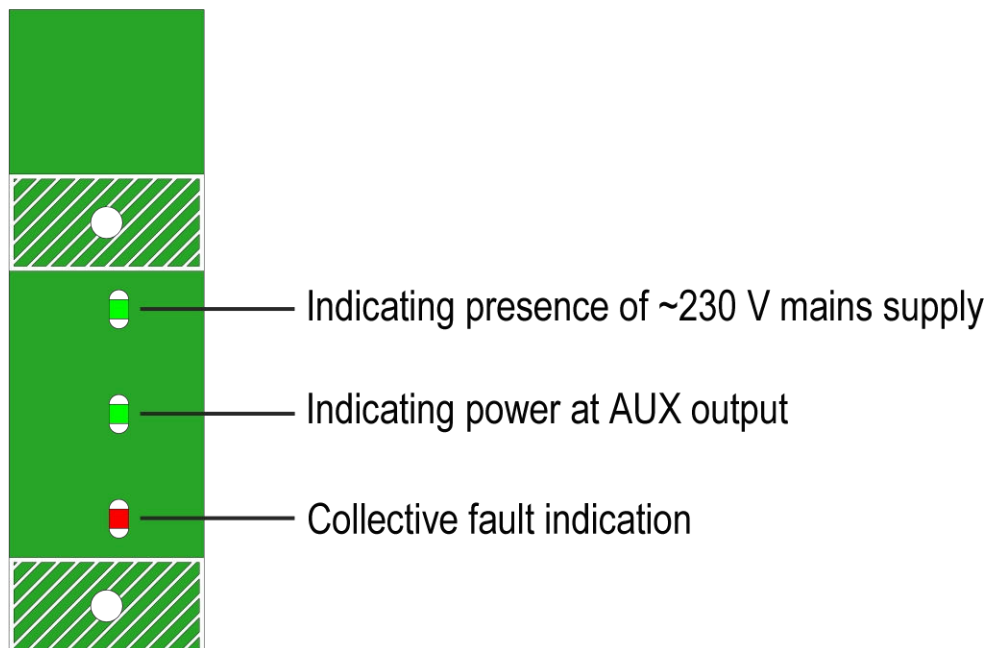 Indicating presence of ~230 V mains supply
Indicating power at AUX output
Collective fault indication